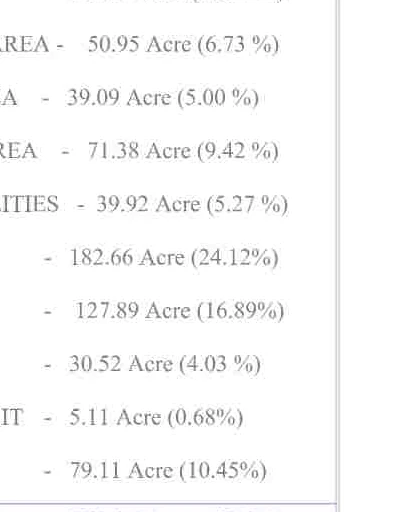 AREA - 50.95 Acre (6.73 %)
A - 39.09 Acre (5.00 %)
REA - 71.38 Acre (9.42 %)
LITIES - 39.92 Acre (5.27 %)
- 182.66 Acre (24.12%)
- 127.89 Acre (16.89%)
- 30.52 Acre (4.03 %)
IT - 5.11 Acre (0.68%)
- 79.11 Acre (10.45%)